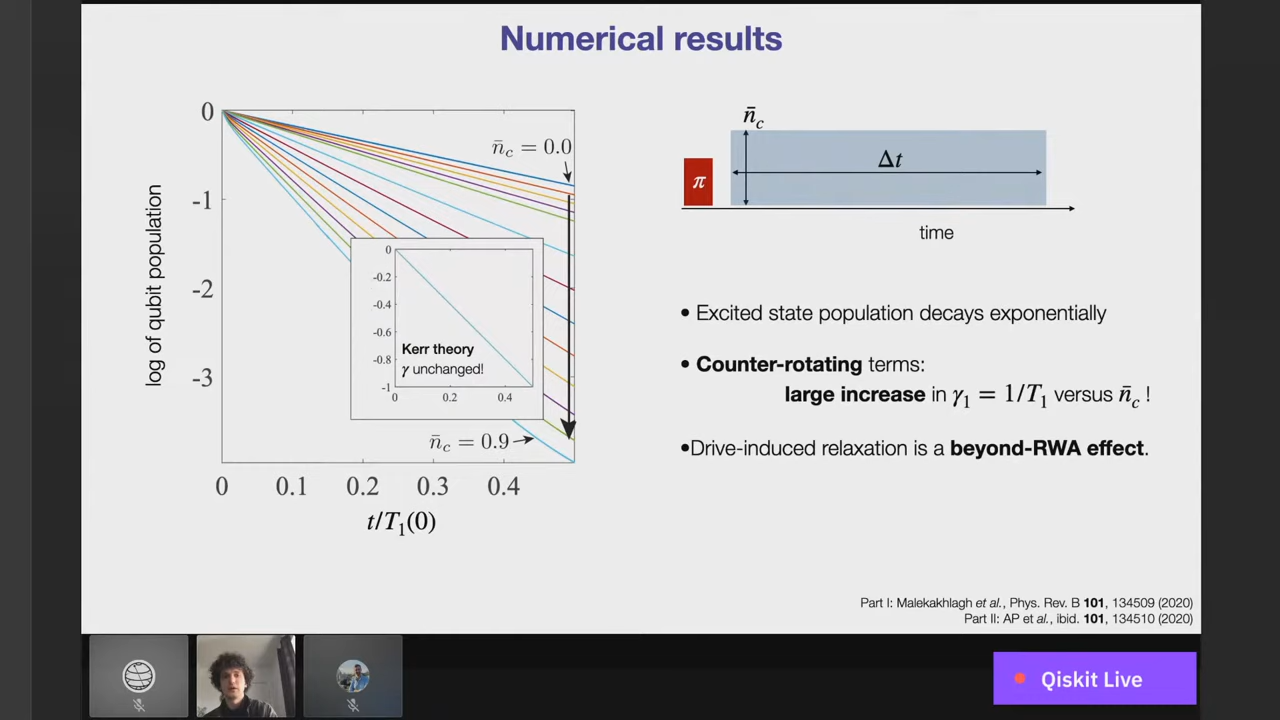 Numerical results
0
-1
-2
-3
log of qubit population
n̄c = 0.0
0
-0.2
-0.4
-0.6
-0.8
-1
Kerr theory
γ unchanged!
0 0.2 0.4
n̄c = 0.9
0 0.1 0.2 0.3 0.4
t/T₁(0)
n̄c
π
Δt
time
• Excited state population decays exponentially
• Counter-rotating terms:
large increase in γ₁ = 1/T₁ versus n̄c !
•Drive-induced relaxation is a beyond-RWA effect.
Part I: Malekakhlagh et al., Phys. Rev. B 101, 134509 (2020)
Part II: AP et al., ibid. 101, 134510 (2020)
Qiskit Live